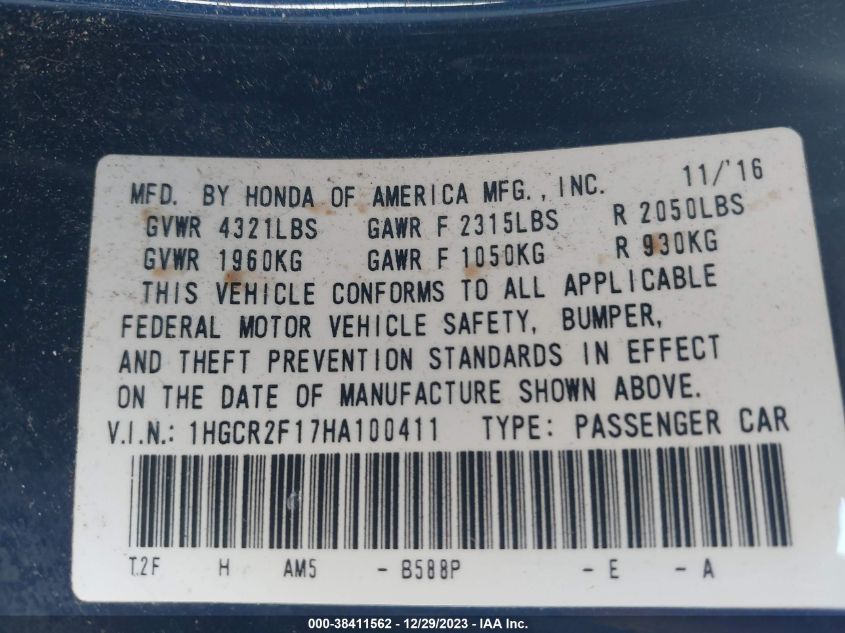 MFD. BY HONDA OF AMERICA MFG., INC. 11/'16
GVWR 4321LBS GAWR F 2315LBS R 2050LBS
GVWR 1960KG GAWR F 1050KG R 930KG
THIS VEHICLE CONFORMS TO ALL APPLICABLE
FEDERAL MOTOR VEHICLE SAFETY, BUMPER,
AND THEFT PREVENTION STANDARDS IN EFFECT
ON THE DATE OF MANUFACTURE SHOWN ABOVE.
V.I.N.: 1HGCR2F17HA100411 TYPE: PASSENGER CAR
T2F H AM5 - B588P - E - A
000-38411562 - 12/29/2023 - IAA Inc.